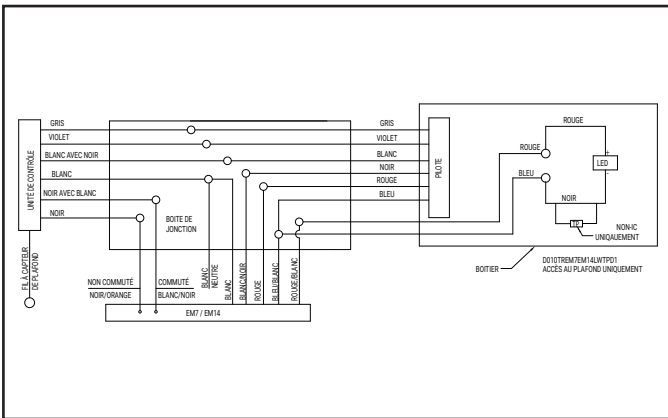 UNITÉ DE CONTRÔLE
GRIS
VIOLET
BLANC AVEC NOIR
BLANC
NOIR AVEC BLANC
NOIR
FIL À CAPTEUR
DE PLAFOND
BOITE DE
JONCTION
NON COMMUTÉ
NOIR/ORANGE
COMMUTÉ
BLANC/NOIR
BLANC
NEUTRE
BLANC
BLANC/NOIR
ROUGE
BLEU/BLANC
ROUGE/BLANC
EM7 / EM14
GRIS
VIOLET
BLANC
NOIR
ROUGE
BLEU
PILOTE
ROUGE
ROUGE
BLEU
+
LED
-
NOIR
TP
NON-IC
UNIQAUEMENT
BOITIER
D010TREM7EM14LWTPD1
ACCÈS AU PLAFOND UNIQUEMENT